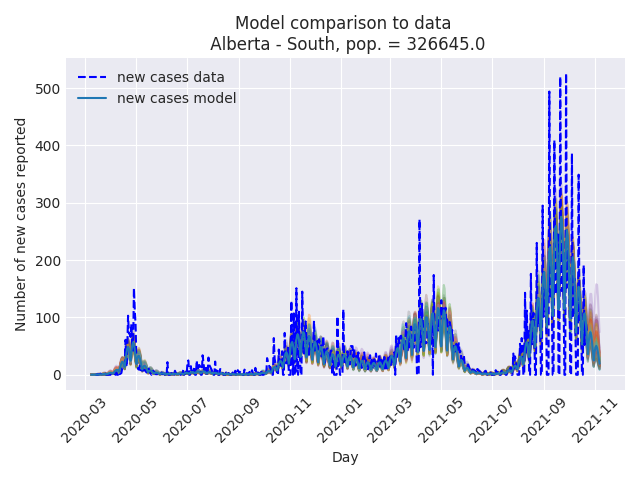 Model comparison to data
Alberta - South, pop. = 326645.0
new cases data
new cases model
Number of new cases reported
500
400
300
200
100
0
2020-03
2020-05
2020-07
2020-09
2020-11
2021-01
2021-03
2021-05
2021-07
2021-09
2021-11
Day